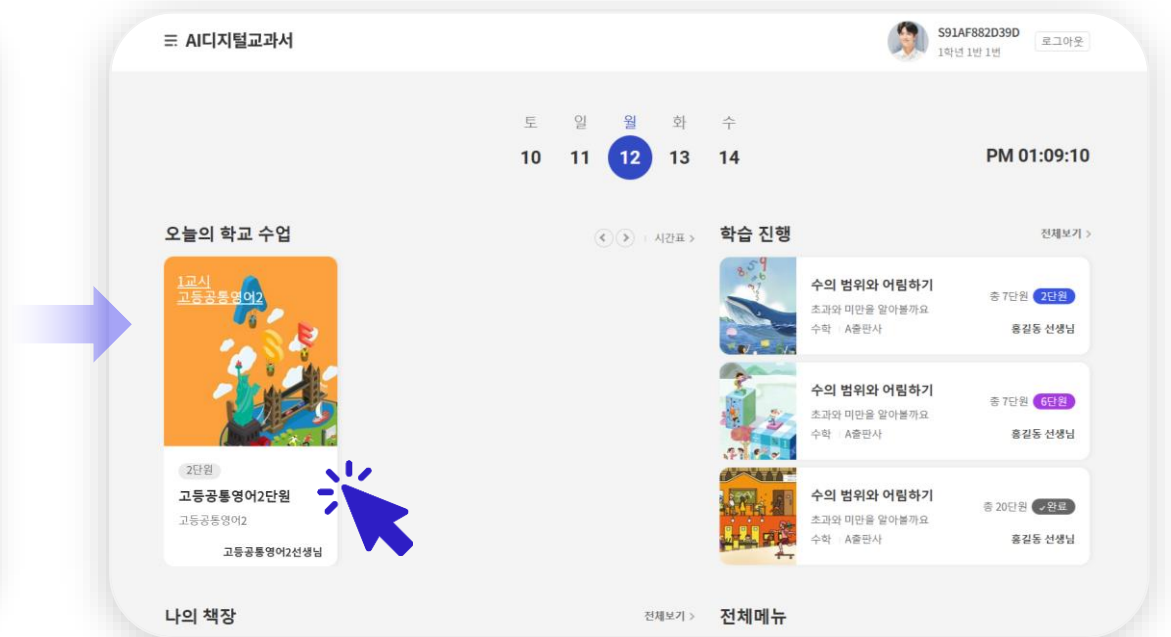 AI디지털교과서
S91AF882D39D
1학년 1반 1번
로그아웃
토 일 월 화 수
10 11 12 13 14
PM 01:09:10
오늘의 학교 수업
시간표 >
1교시
고등공통영어2
2단원
고등공통영어2단원
고등공통영어2
고등공통영어2선생님
학습 진행
전체보기 >
수의 범위와 어림하기
초과와 미만을 알아볼까요
수학 | A출판사
총 7단원 2단원
홍길동 선생님
수의 범위와 어림하기
초과와 미만을 알아볼까요
수학 | A출판사
총 7단원 6단원
홍길동 선생님
수의 범위와 어림하기
초과와 미만을 알아볼까요
수학 | A출판사
총 20단원 ✓완료
홍길동 선생님
나의 책장
전체보기 >
전체메뉴